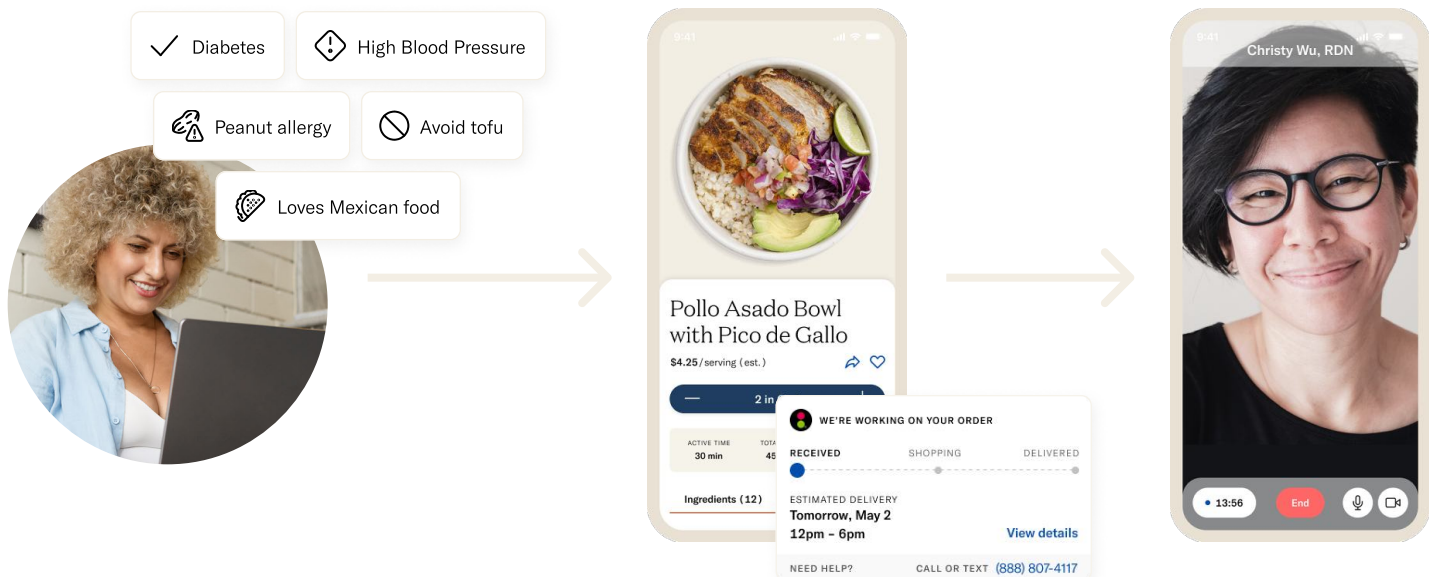 Diabetes
High Blood Pressure
Peanut allergy
Avoid tofu
Loves Mexican food
9:41
Pollo Asado Bowl
with Pico de Gallo
$4.25/serving (est.)
2 in
ACTIVE TIME
30 min
45
Ingredients (12)
WE'RE WORKING ON YOUR ORDER
RECEIVED
SHOPPING
DELIVERED
ESTIMATED DELIVERY
Tomorrow, May 2
12pm – 6pm
View details
NEED HELP?
CALL OR TEXT (888) 807-4117
9:41
Christy Wu, RDN
13:56
End